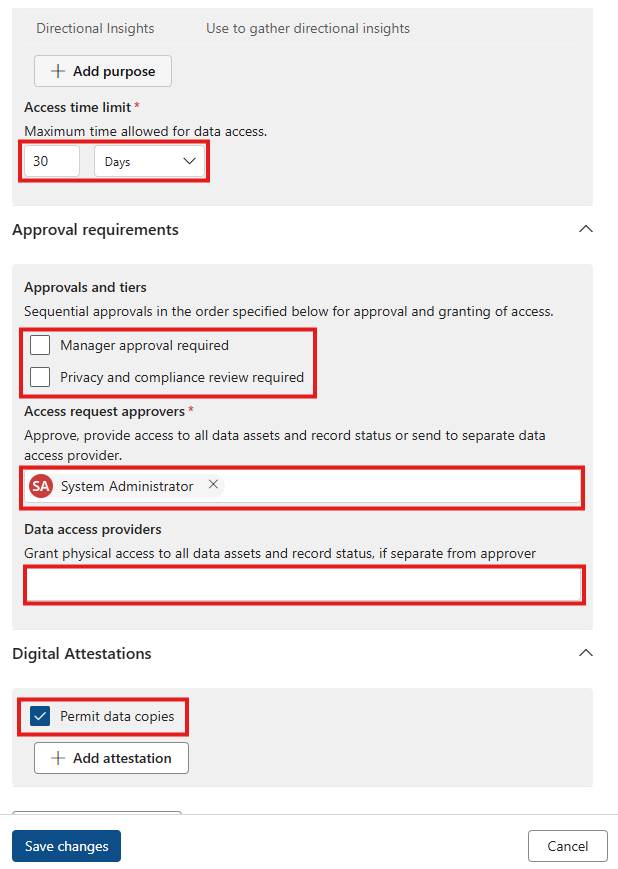 Directional Insights Use to gather directional insights
+ Add purpose
Access time limit *
Maximum time allowed for data access.
30 Days
Approval requirements
Approvals and tiers
Sequential approvals in the order specified below for approval and granting of access.
Manager approval required
Privacy and compliance review required
Access request approvers *
Approve, provide access to all data assets and record status or send to separate data
access provider.
SA System Administrator ×
Data access providers
Grant physical access to all data assets and record status, if separate from approver
Digital Attestations
Permit data copies
+ Add attestation
Save changes Cancel